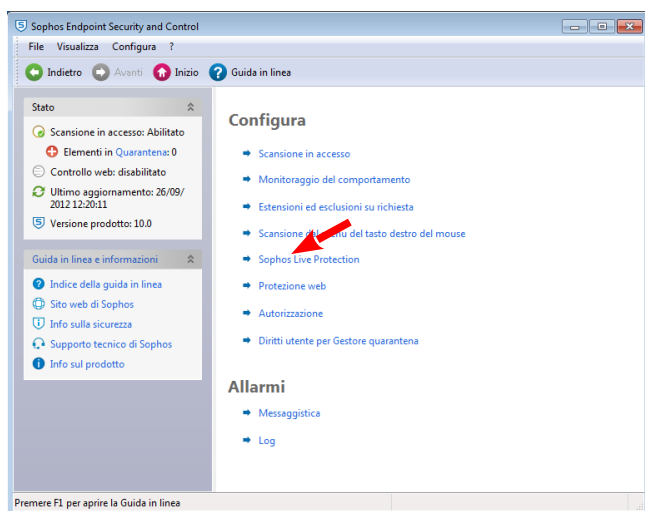 Sophos Endpoint Security and Control
File Visualizza Configura ?
Indietro Avanti Inizio Guida in linea
Stato
Scansione in accesso: Abilitato
Elementi in Quarantena: 0
Controllo web: disabilitato
Ultimo aggiornamento: 26/09/
2012 12:20:11
Versione prodotto: 10.0
Guida in linea e informazioni
Indice della guida in linea
Sito web di Sophos
Info sulla sicurezza
Supporto tecnico di Sophos
Info sul prodotto
Configura
Scansione in accesso
Monitoraggio del comportamento
Estensioni ed esclusioni su richiesta
Scansione dal menu del tasto destro del mouse
Sophos Live Protection
Protezione web
Autorizzazione
Diritti utente per Gestore quarantena
Allarmi
Messaggistica
Log
Premere F1 per aprire la Guida in linea